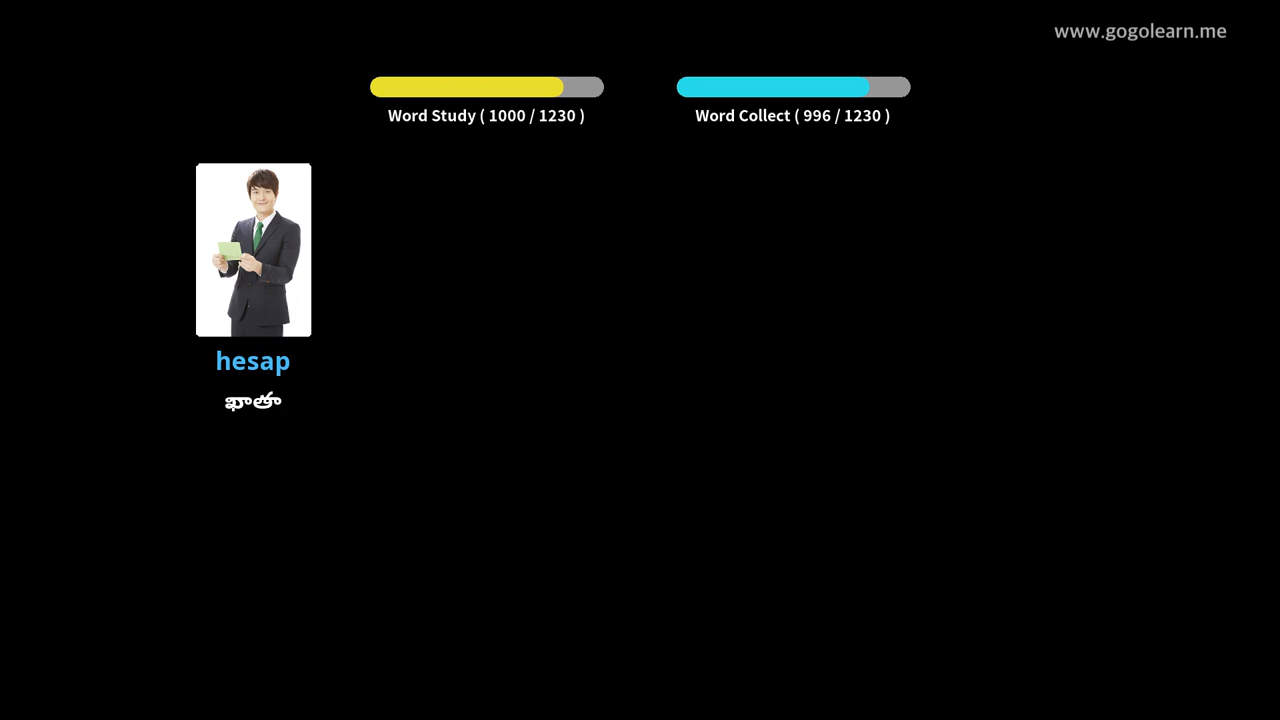 www.gogolearn.me
Word Study ( 1000 / 1230 )
Word Collect ( 996 / 1230 )
hesap
ఖాతా